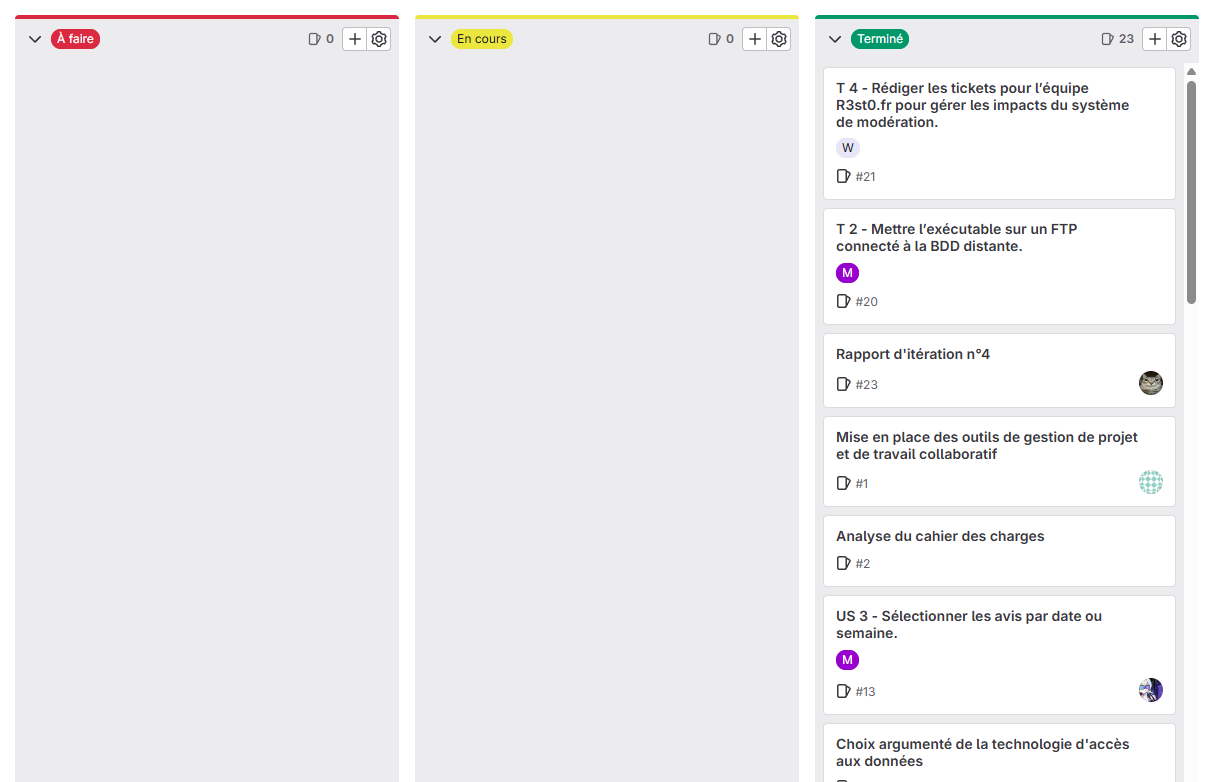 À faire
0
En cours
0
Terminé
23
T 4 - Rédiger les tickets pour l’équipe
R3st0.fr pour gérer les impacts du système
de modération.
W
#21
T 2 - Mettre l’exécutable sur un FTP
connecté à la BDD distante.
M
#20
Rapport d'itération n°4
#23
Mise en place des outils de gestion de projet
et de travail collaboratif
#1
Analyse du cahier des charges
#2
US 3 - Sélectionner les avis par date ou
semaine.
M
#13
Choix argumenté de la technologie d'accès
aux données